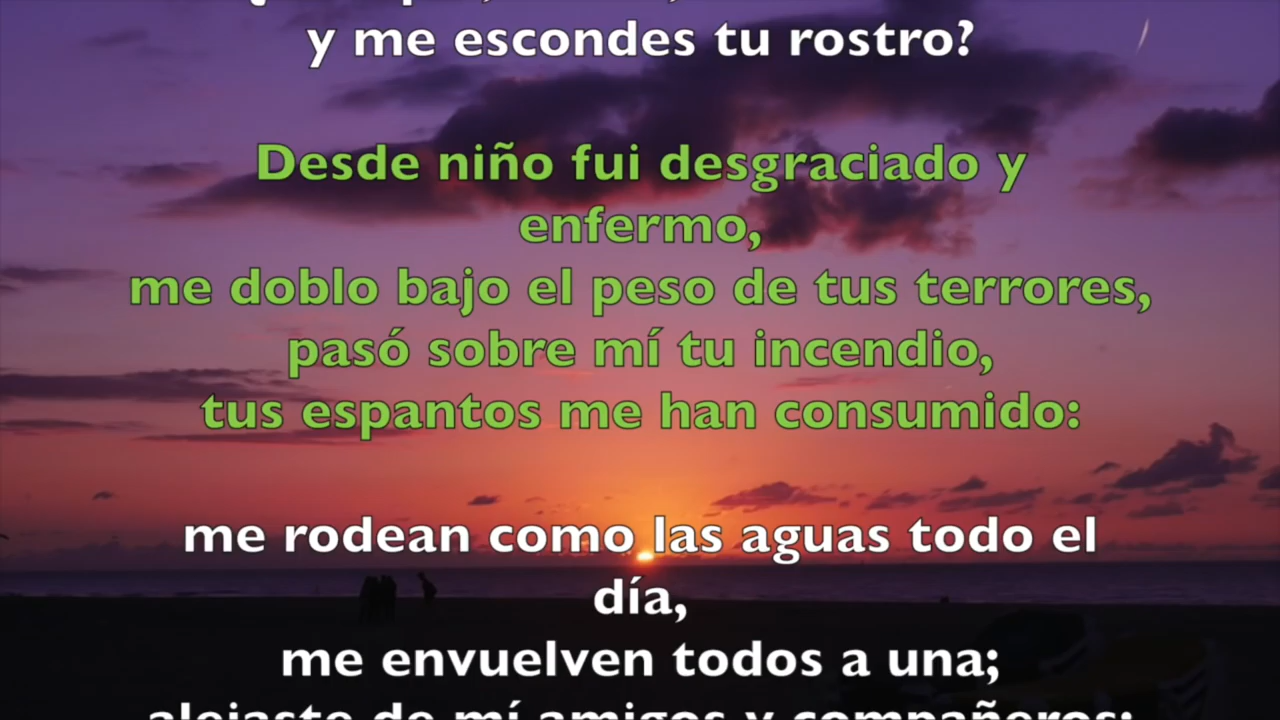 y me escondes tu rostro?
Desde niño fui desgraciado y
enfermo,
me doblo bajo el peso de tus terrores,
pasó sobre mí tu incendio,
tus espantos me han consumido:
me rodean como las aguas todo el
día,
me envuelven todos a una;
alejaste de mí amigos y compañeros: